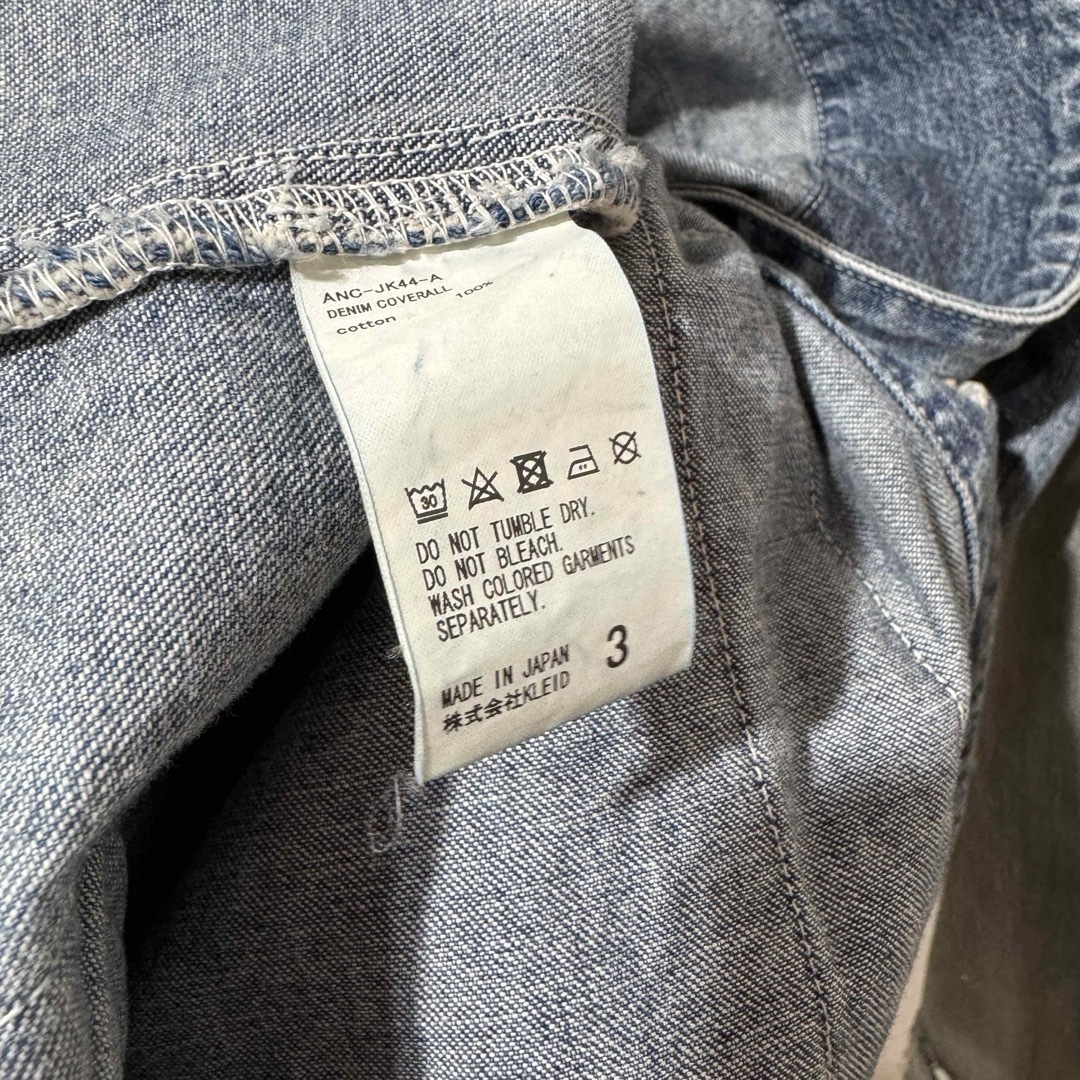 ANC-JK44-A
DENIM COVERALL
cotton 100%
30
DO NOT TUMBLE DRY.
DO NOT BLEACH.
WASH COLORED GARMENTS
SEPARATELY.
MADE IN JAPAN 3
株式会社KLEID